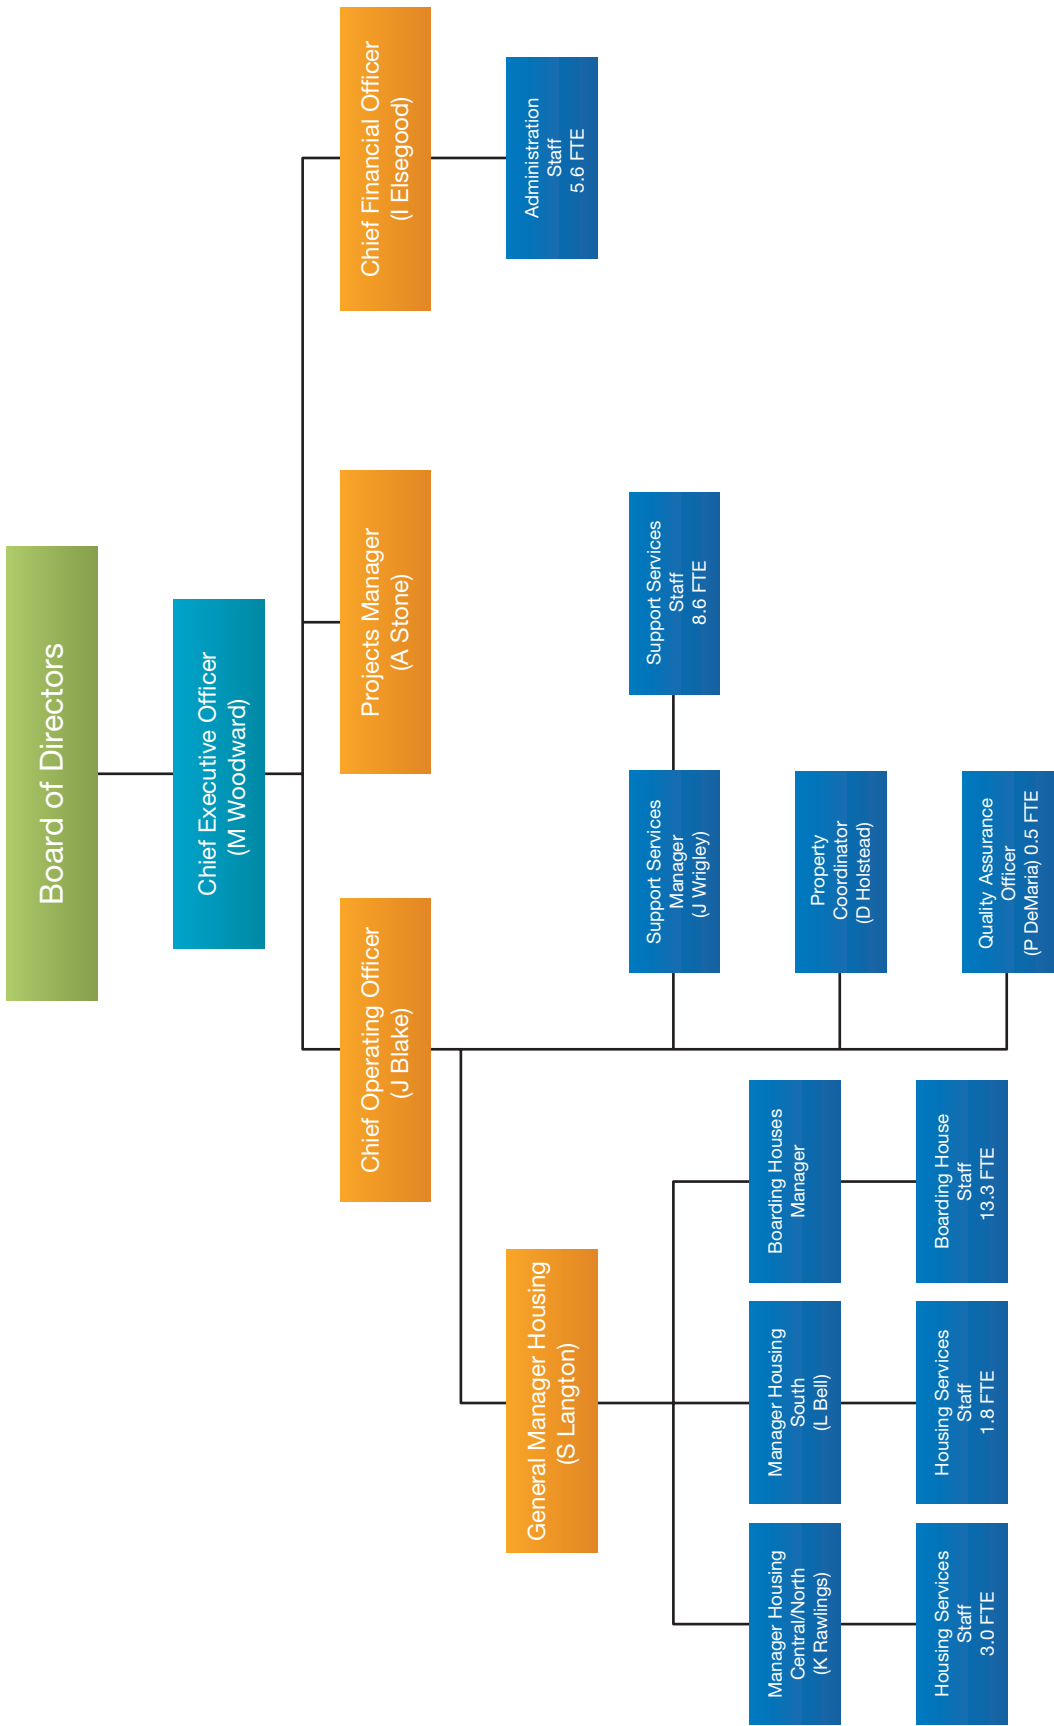 Board of Directors
Chief Executive Officer
(M Woodward)
Chief Operating Officer
(J Blake)
Projects Manager
(A Stone)
Chief Financial Officer
(I Elsegood)
General Manager Housing
(S Langton)
Administration
Staff
5.6 FTE
Support Services
Manager
(J Wrigley)
Support Services
Staff
8.6 FTE
Manager Housing
Central/North
(K Rawlings)
Manager Housing
South
(L Bell)
Boarding Houses
Manager
Property
Coordinator
(D Holstead)
Housing Services
Staff
3.0 FTE
Housing Services
Staff
1.8 FTE
Boarding House
Staff
13.3 FTE
Quality Assurance
Officer
(P DeMaria) 0.5 FTE